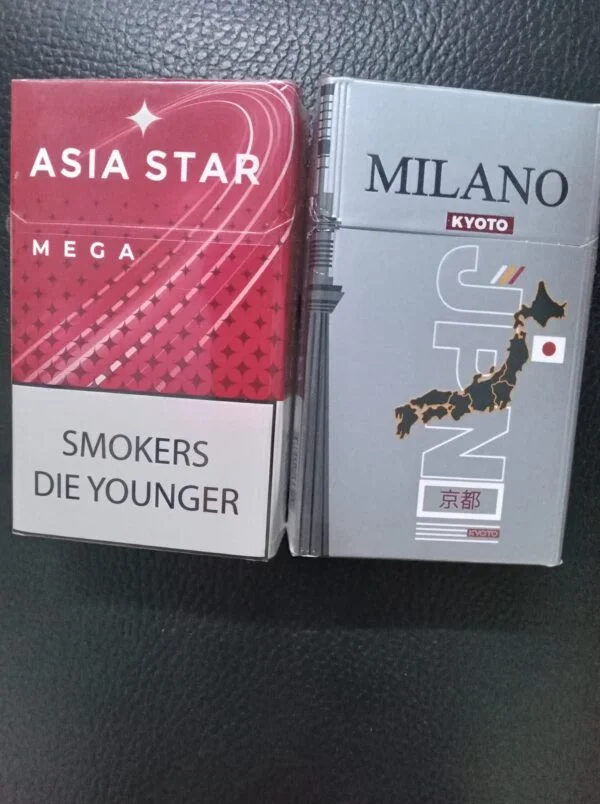 ASIA STAR
MEGA
SMOKERS
DIE YOUNGER
MILANO
KYOTO
JPN
京都
KYOTO